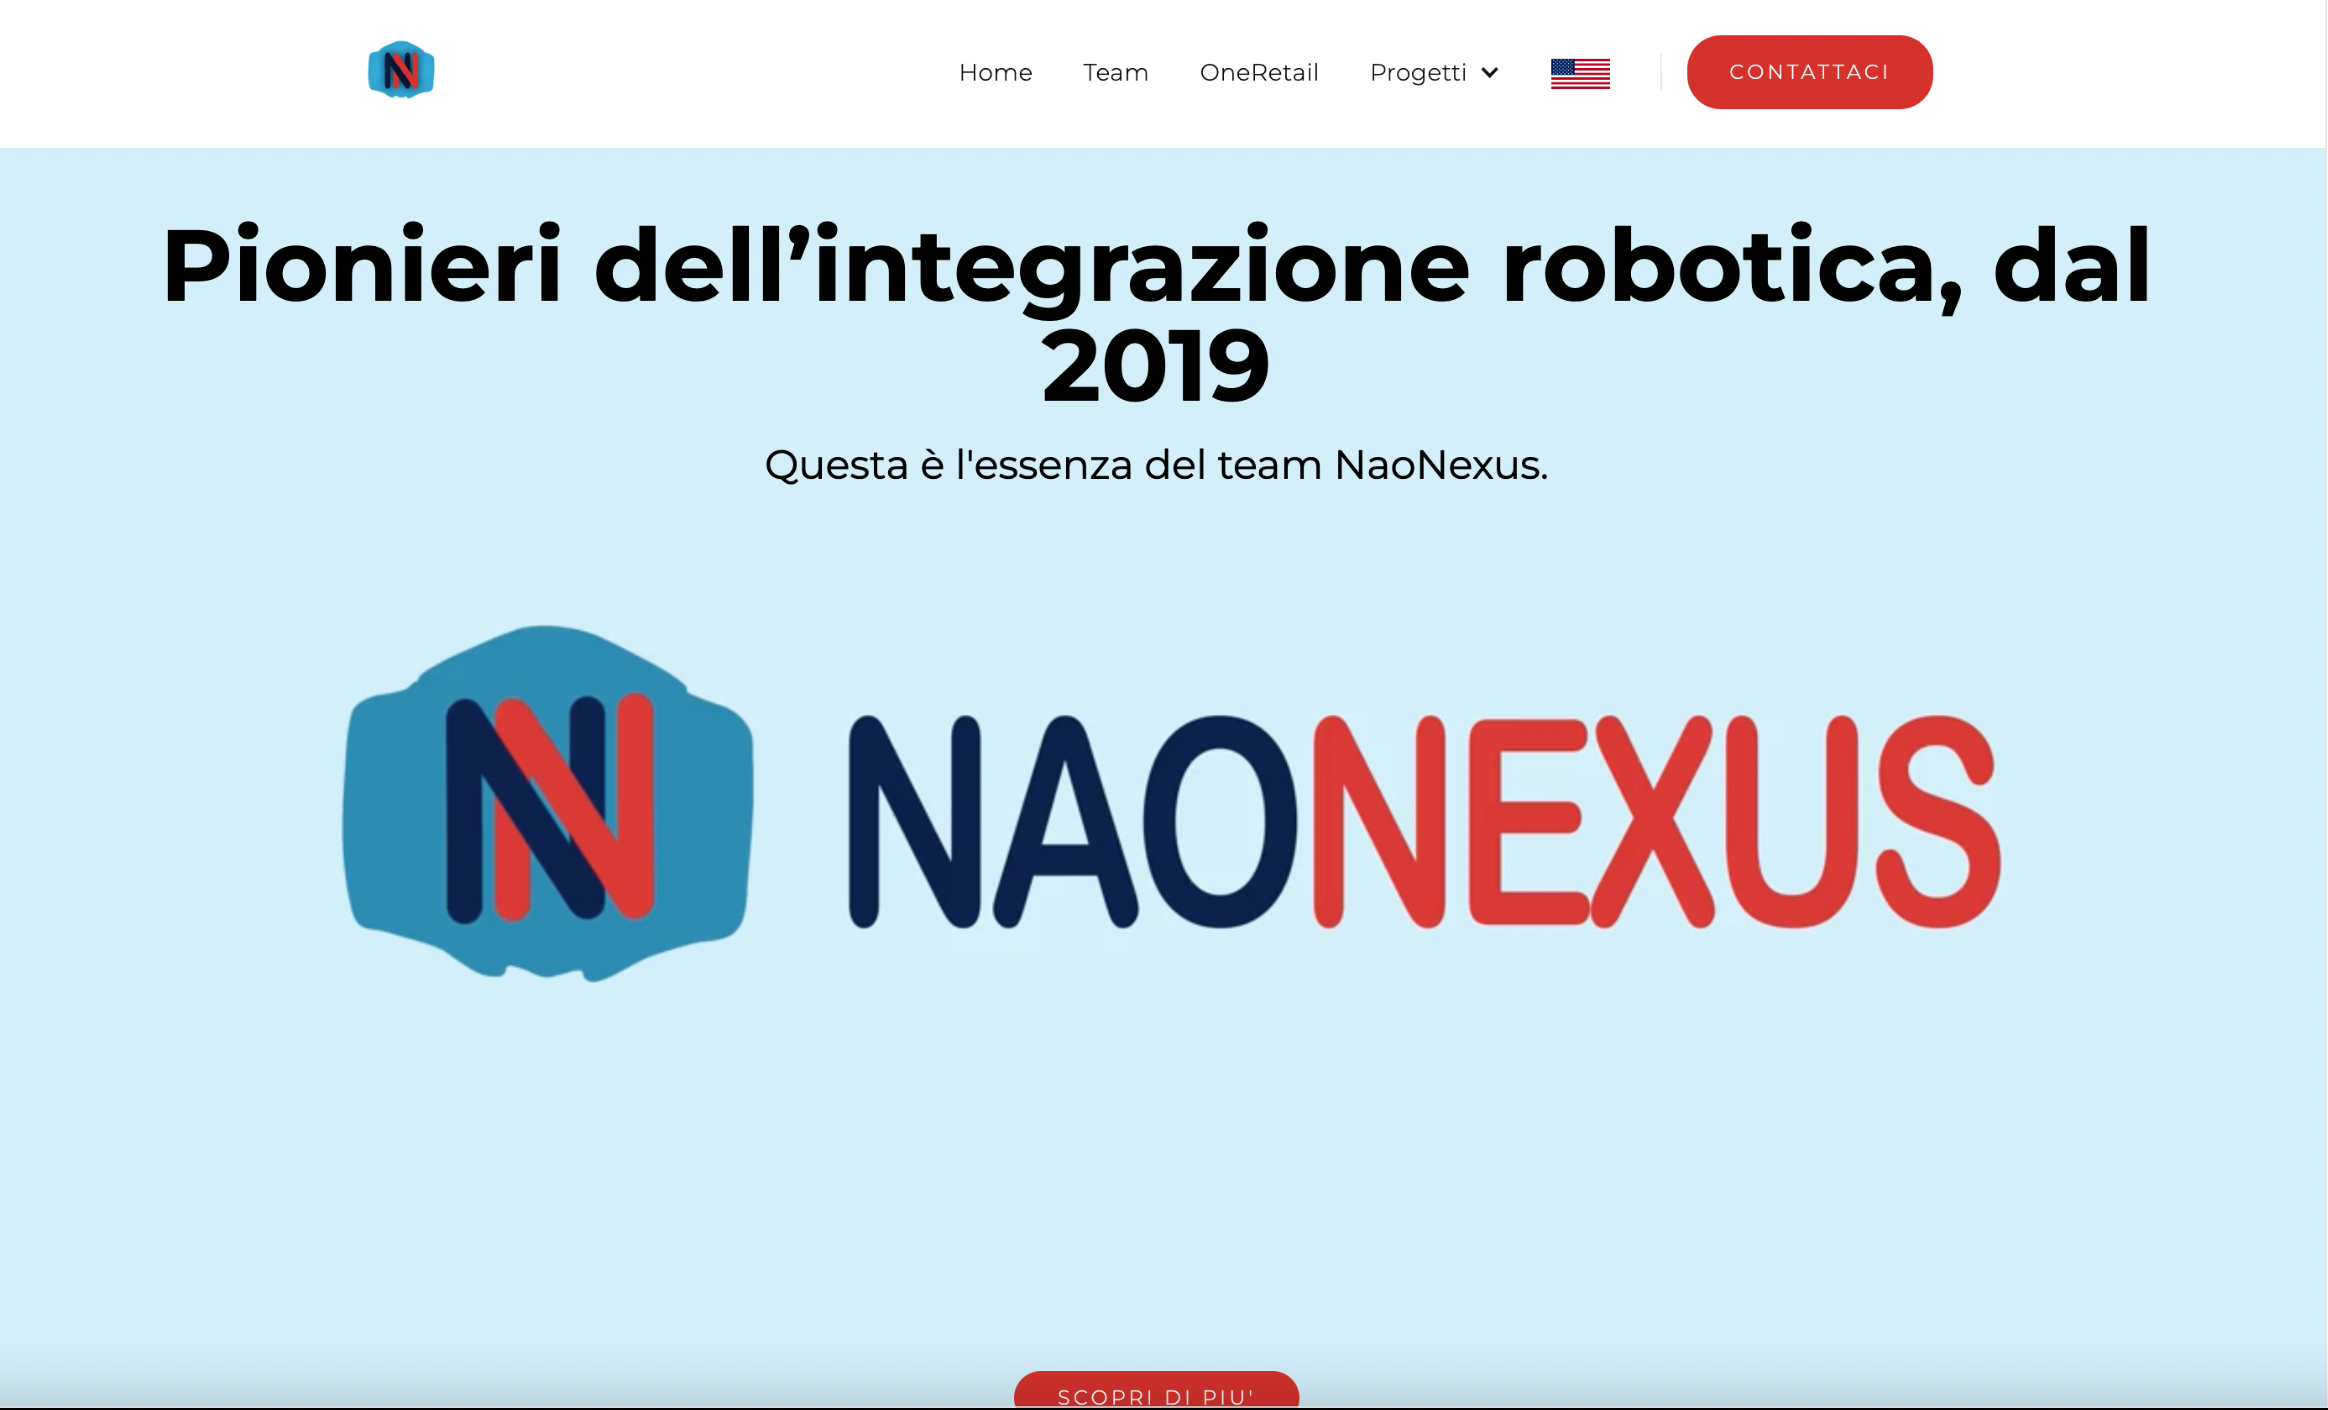 Home Team OneRetail Progetti CONTATTACI
Pionieri dell’integrazione robotica, dal
2019
Questa è l'essenza del team NaoNexus.
NAONEXUS
SCOPRI DI PIU'